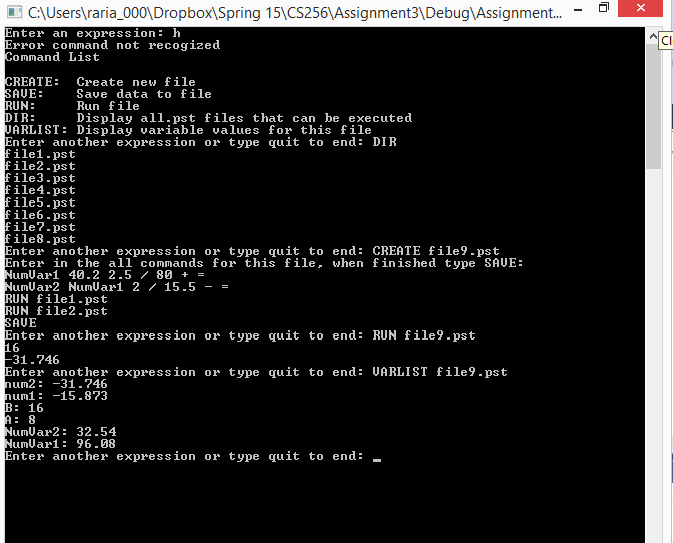 C:\Users\raria_000\Dropbox\Spring 15\CS256\Assignment3\Debug\Assignment...
Enter an expression: h
Error command not recogized
Command List
CREATE:  Create new file
SAVE:    Save data to file
RUN:     Run file
DIR:     Display all.pst files that can be executed
VARLIST: Display variable values for this file
Enter another expression or type quit to end: DIR
file1.pst
file2.pst
file3.pst
file4.pst
file5.pst
file6.pst
file7.pst
file8.pst
Enter another expression or type quit to end: CREATE file9.pst
Enter in the all commands for this file, when finished type SAVE:
NumVar1 40.2 2.5 / 80 + =
NumVar2 NumVar1 2 / 15.5 - =
RUN file1.pst
RUN file2.pst
SAVE
Enter another expression or type quit to end: RUN file9.pst
16
-31.746
Enter another expression or type quit to end: VARLIST file9.pst
num2: -31.746
num1: -15.873
B: 16
A: 8
NumVar2: 32.54
NumVar1: 96.08
Enter another expression or type quit to end: _